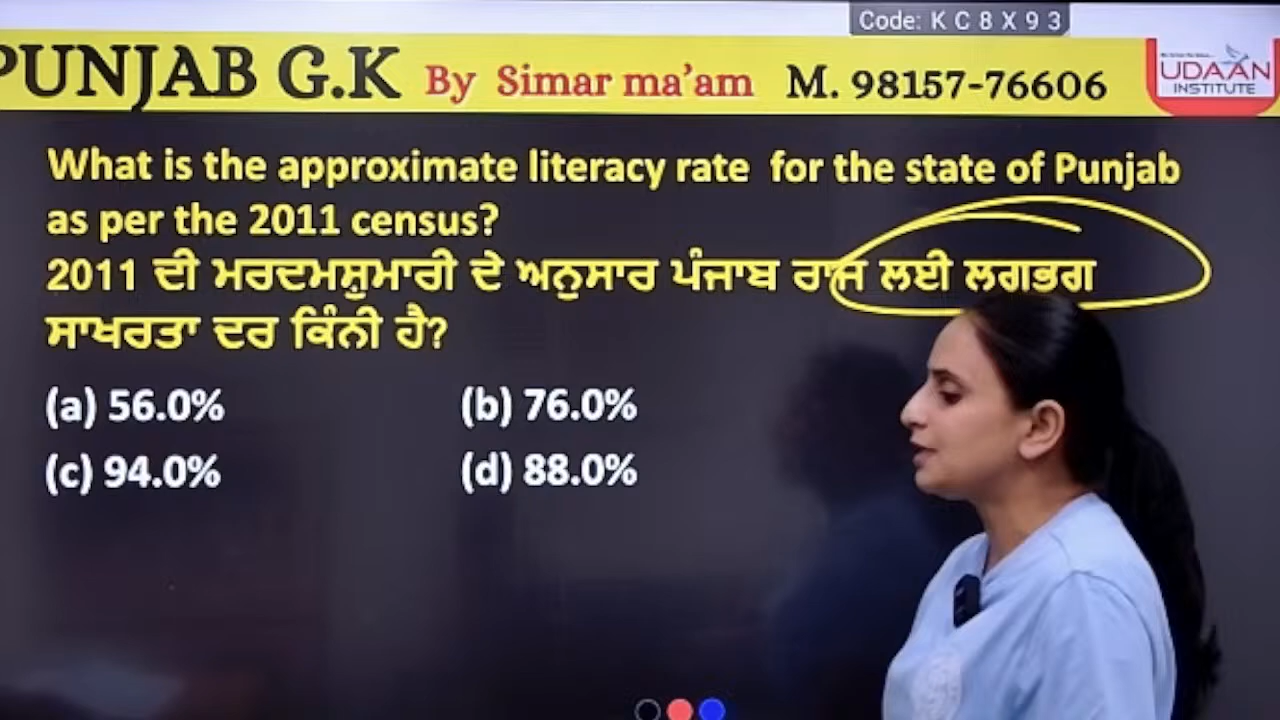 Code: K C 8 X 9 3
PUNJAB G.K By Simar ma'am M. 98157-76606
UDAAN
INSTITUTE
What is the approximate literacy rate for the state of Punjab
as per the 2011 census?
2011 ਦੀ ਮਰਦਮਸ਼ੁਮਾਰੀ ਦੇ ਅਨੁਸਾਰ ਪੰਜਾਬ ਰਾਜ ਲਈ ਲਗਭਗ
ਸਾਖਰਤਾ ਦਰ ਕਿੰਨੀ ਹੈ?
(a) 56.0% (b) 76.0%
(c) 94.0% (d) 88.0%